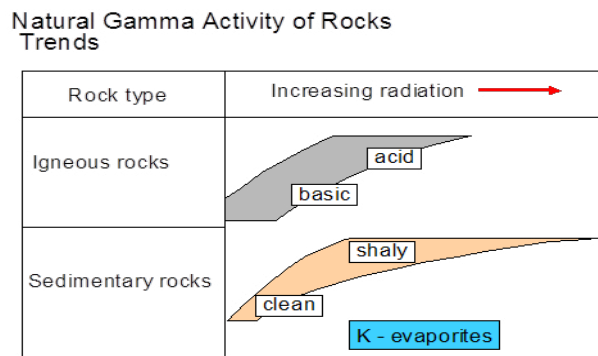 Natural Gamma Activity of Rocks
Trends
Rock type
Increasing radiation
Igneous rocks
acid
basic
Sedimentary rocks
shaly
clean
K - evaporites